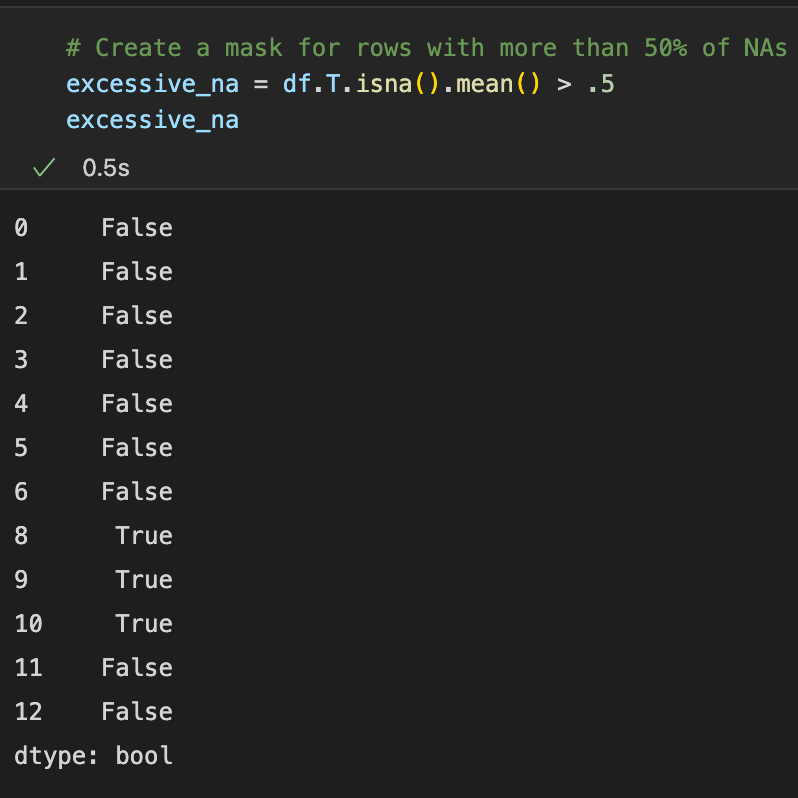 # Create a mask for rows with more than 50% of NAs
excessive_na = df.T.isna().mean() > .5
excessive_na
0.5s
0 False
1 False
2 False
3 False
4 False
5 False
6 False
8 True
9 True
10 True
11 False
12 False
dtype: bool